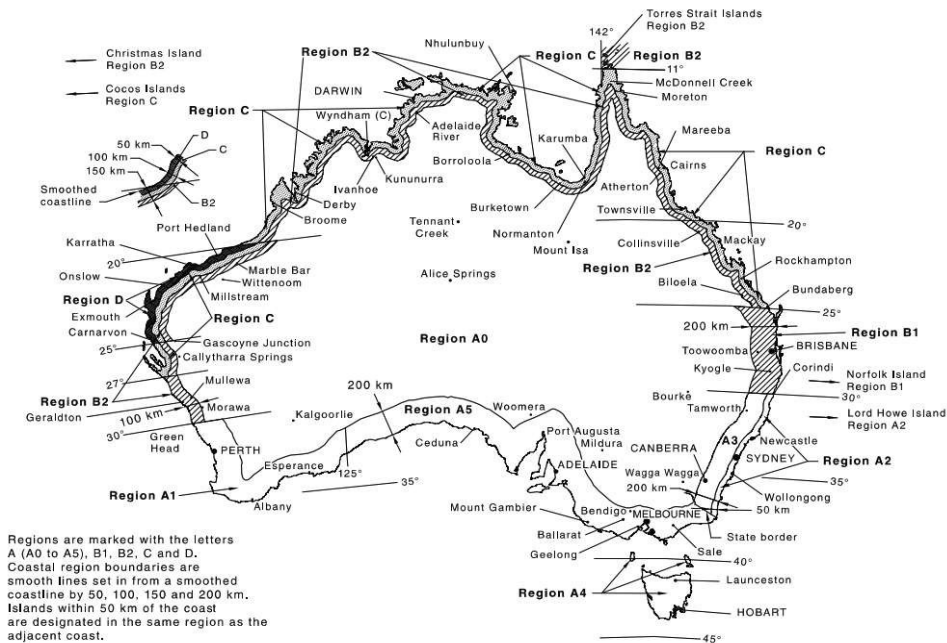 Torres Strait Islands
Region B2
142°
Nhulunbuy
Region B2
Region C
Region B2
11°
Christmas Island
Region B2
McDonnell Creek
Moreton
DARWIN
Cocos Islands
Region C
Region C
Wyndham (C)
Adelaide
River
Karumba
Mareeba
50 km
D
C
100 km
150 km
Borroloola
Cairns
Region C
Smoothed
coastline
B2
Ivanhoe
Kununurra
Atherton
Derby
Broome
Burketown
Townsville
20°
Port Hedland
Tennant
Creek
Normanton
Mount Isa
Collinsville
Mackay
Karratha
20°
Marble Bar
Wittenoom
Region B2
Rockhampton
Onslow
Millstream
Alice Springs
Biloela
Region D
Bundaberg
Exmouth
Region C
25°
Carnarvon
200 km
Region B1
Gascoyne Junction
Region A0
BRISBANE
25°
Callytharra Springs
Toowoomba
Kyogle
Corindi
27°
Mullewa
200 km
Norfolk Island
Region B1
Region B2
Bourke
30°
Geraldton
100 km
Morawa
Region A5
Woomera
Tamworth
Lord Howe Island
Region A2
30°
Kalgoorlie
Green
Head
Ceduna
Port Augusta
Mildura
A3
Newcastle
PERTH
CANBERRA
SYDNEY
Esperance
125°
ADELAIDE
Region A2
35°
Wagga Wagga
35°
Region A1
200 km
Wollongong
Albany
Mount Gambier
Bendigo
MELBOURNE
50 km
Ballarat
State border
Geelong
Sale
40°
Launceston
Region A4
HOBART
45°
Regions are marked with the letters
A (A0 to A5), B1, B2, C and D.
Coastal region boundaries are
smooth lines set in from a smoothed
coastline by 50, 100, 150 and 200 km.
Islands within 50 km of the coast
are designated in the same region as the
adjacent coast.